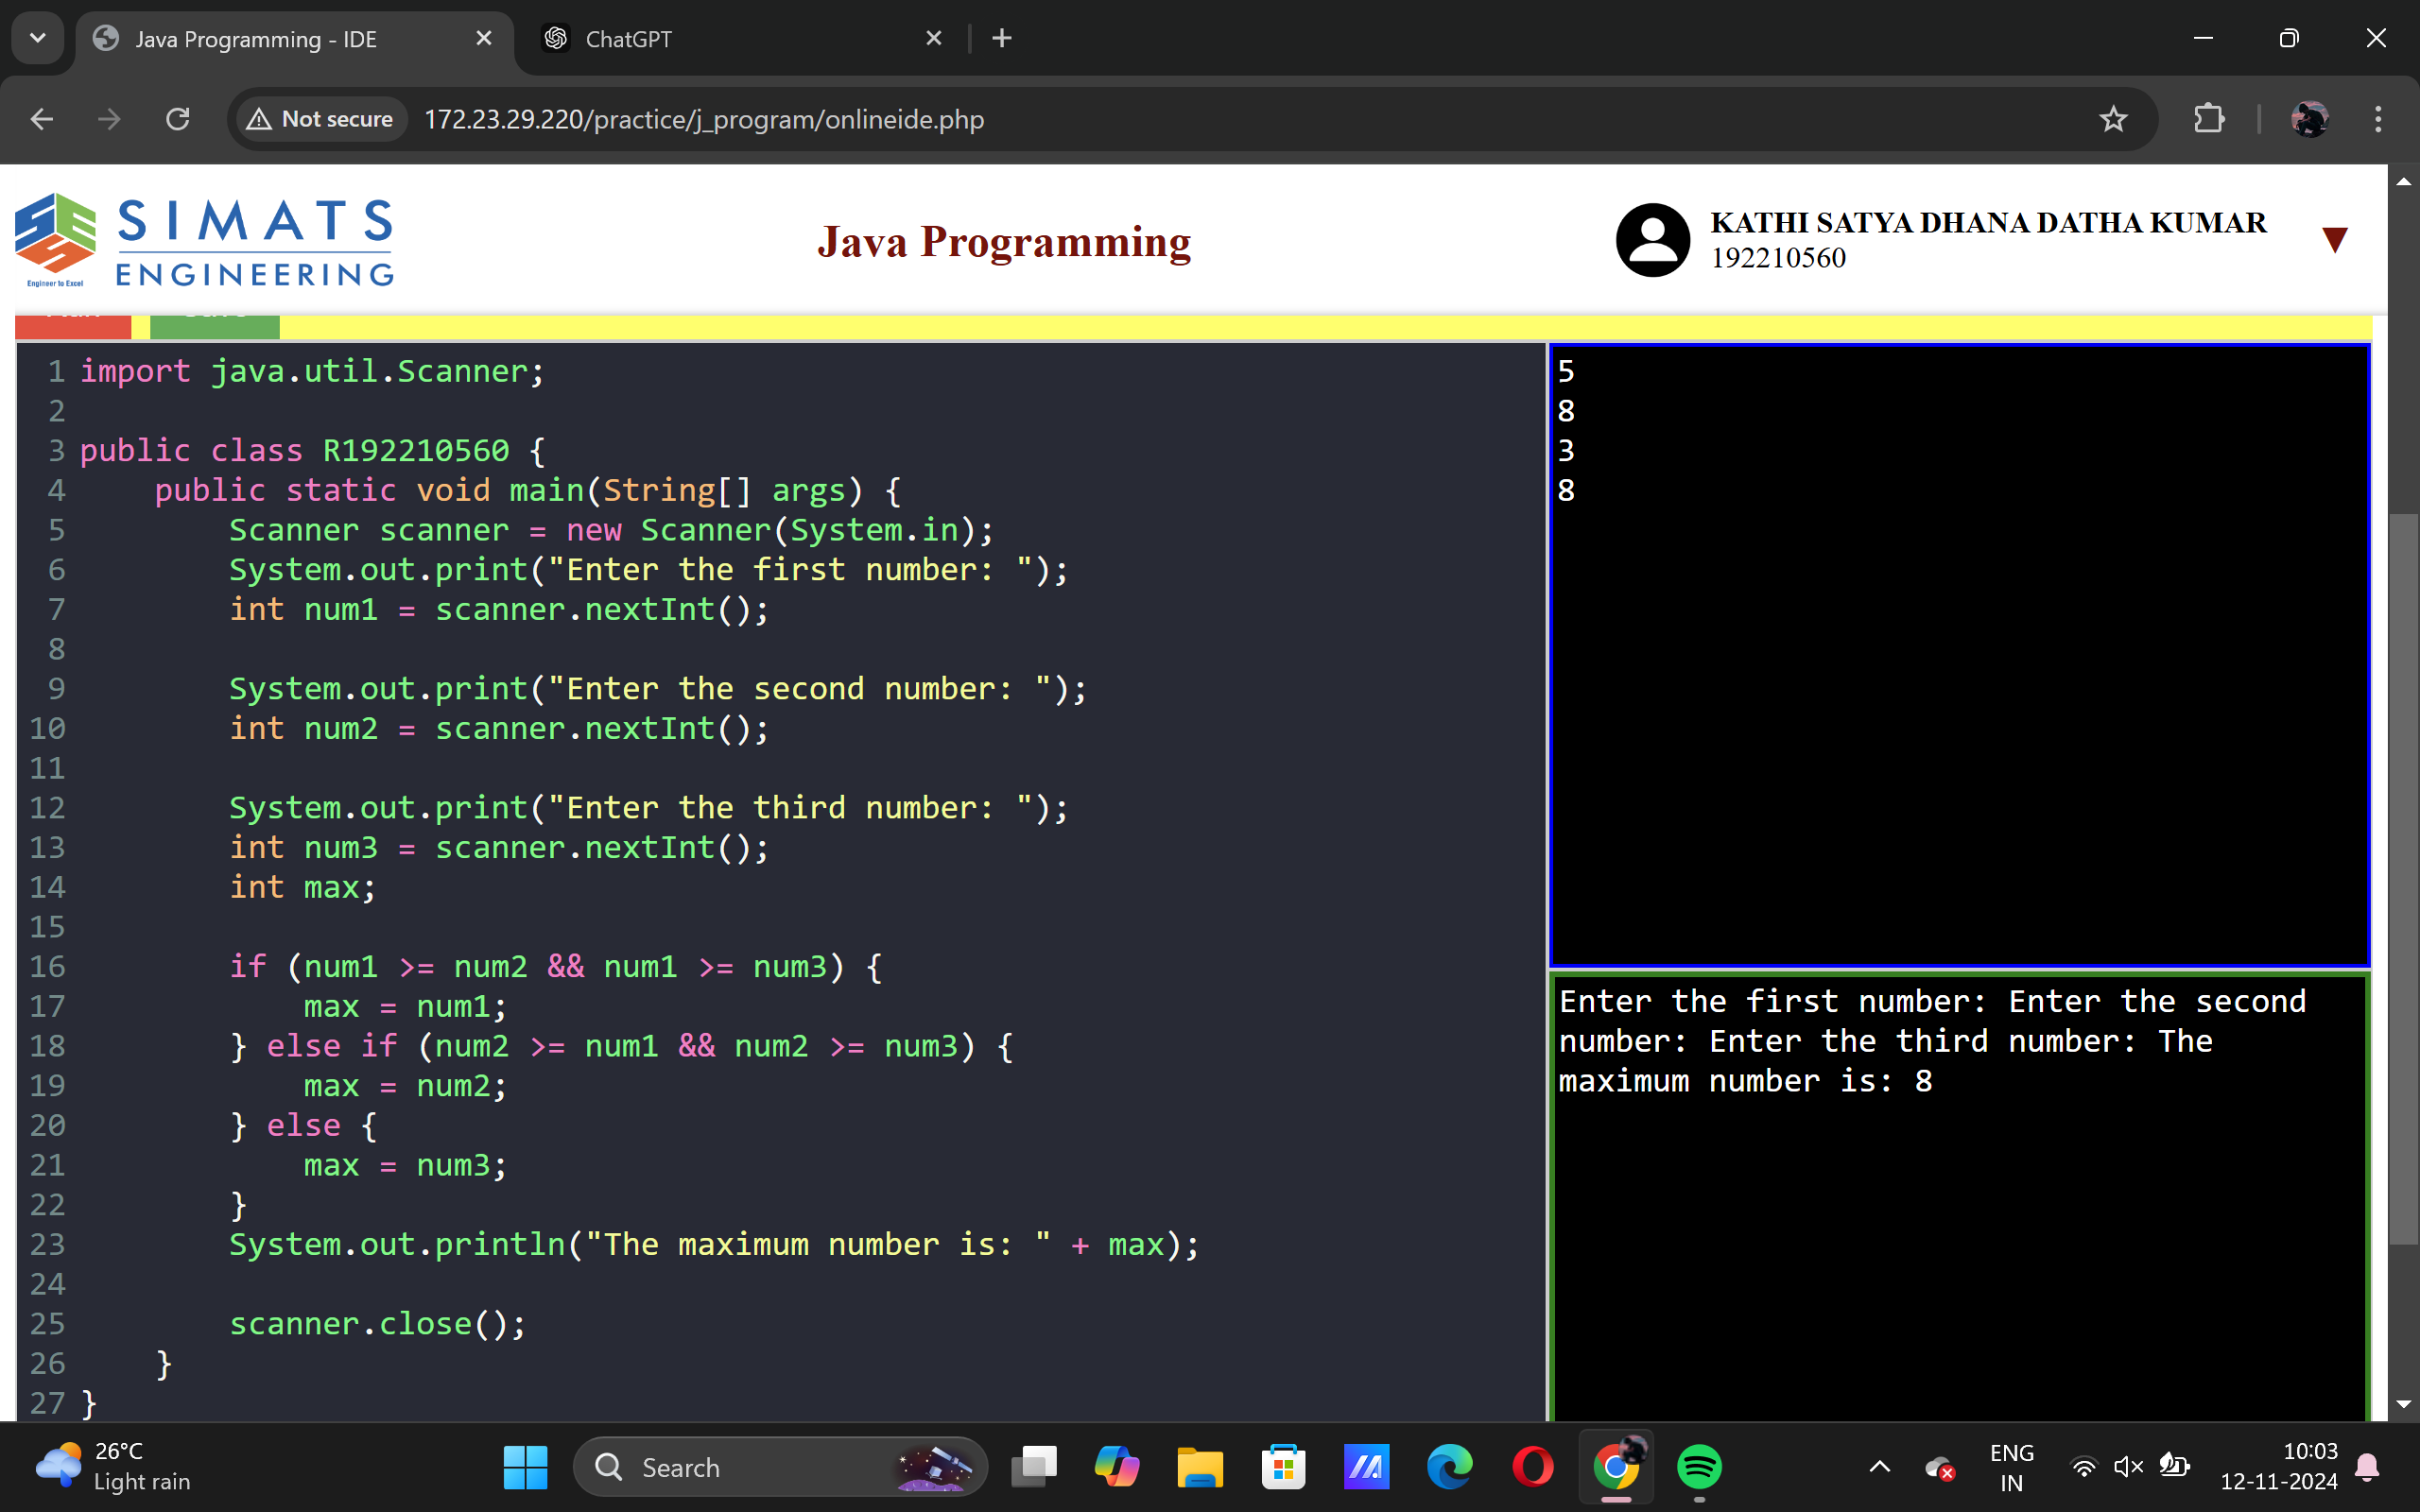 Java Programming - IDE
ChatGPT
Not secure
172.23.29.220/practice/j_program/onlineide.php
SIMATS
ENGINEERING
Engineer to Excel
Java Programming
KATHI SATYA DHANA DATHA KUMAR
192210560
1 import java.util.Scanner;
2
3 public class R192210560 {
4     public static void main(String[] args) {
5         Scanner scanner = new Scanner(System.in);
6         System.out.print("Enter the first number: ");
7         int num1 = scanner.nextInt();
8
9         System.out.print("Enter the second number: ");
10         int num2 = scanner.nextInt();
11
12         System.out.print("Enter the third number: ");
13         int num3 = scanner.nextInt();
14         int max;
15
16         if (num1 >= num2 && num1 >= num3) {
17             max = num1;
18         } else if (num2 >= num1 && num2 >= num3) {
19             max = num2;
20         } else {
21             max = num3;
22         }
23         System.out.println("The maximum number is: " + max);
24
25         scanner.close();
26     }
27 }
5
8
3
8
Enter the first number: Enter the second
number: Enter the third number: The
maximum number is: 8
26°C
Light rain
Search
ENG
IN
10:03
12-11-2024